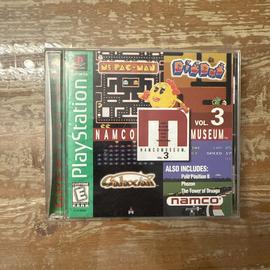 PlayStation
MS. PAC-MAN
DIG DUG
NAMCO MUSEUM
VOL. 3
NAMCO MUSEUM
VOL. 3
Galaxian
ALSO INCLUDES:
Pole Position II
Phozon
The Tower of Druaga
namco
E